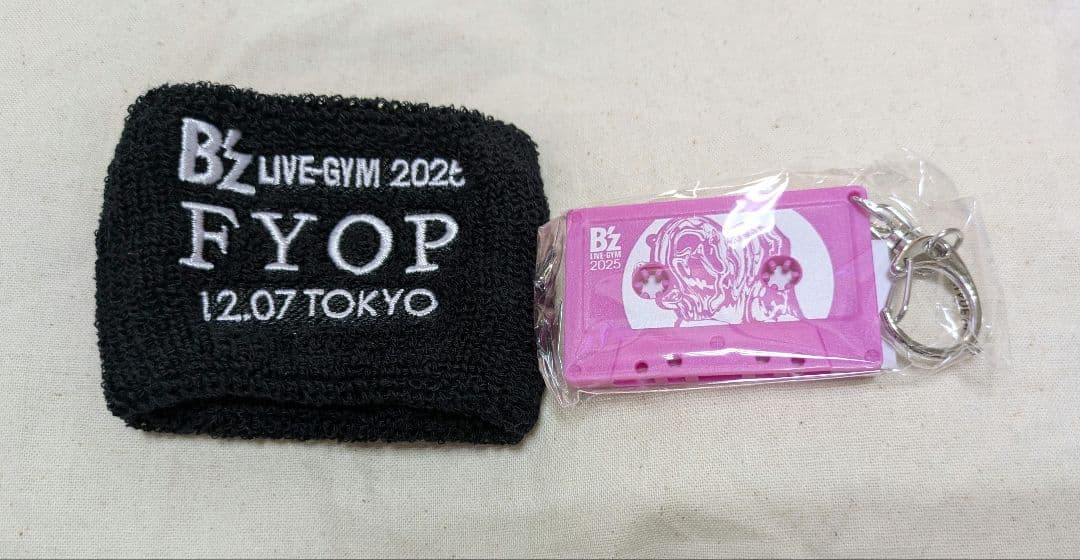 B'z LIVE-GYM 2025
FYOP
12.07 TOKYO
B'z
LIVE-GYM
2025